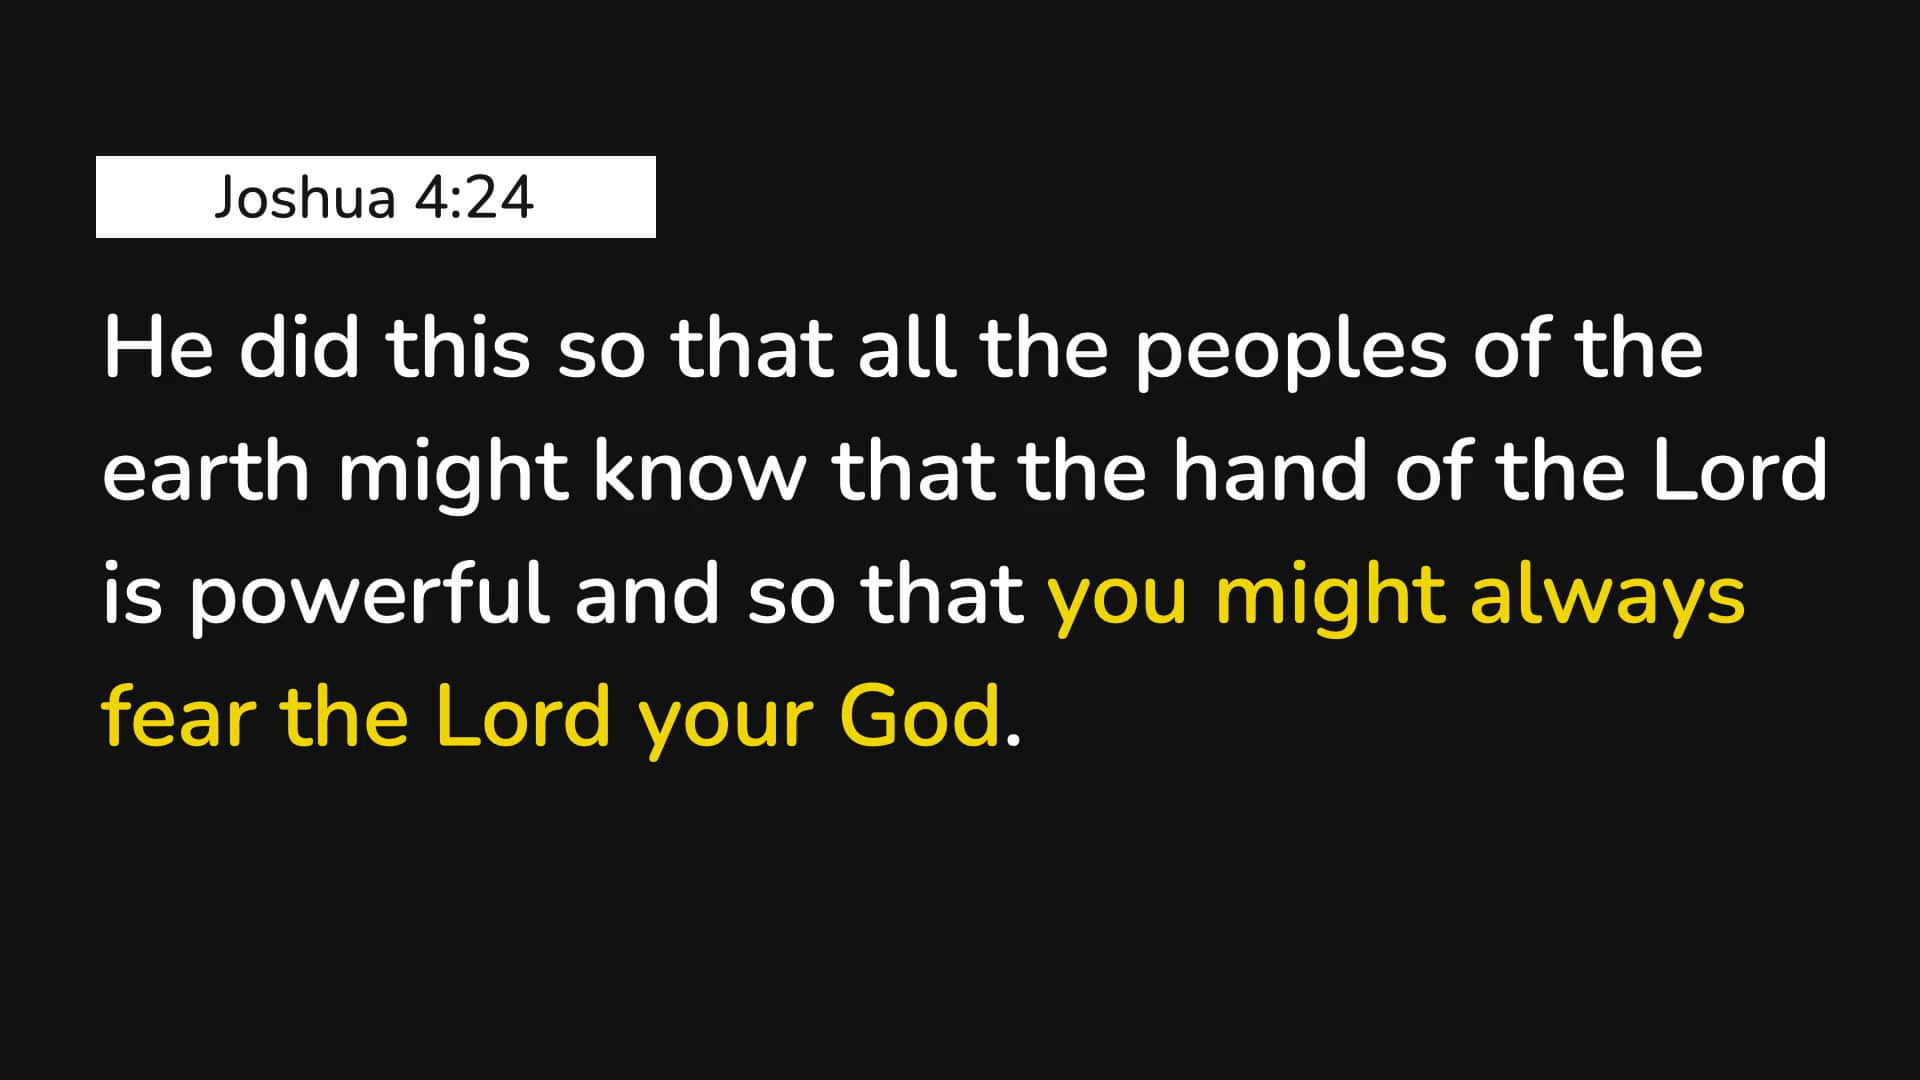 Joshua 4:24
He did this so that all the peoples of the
earth might know that the hand of the Lord
is powerful and so that you might always
fear the Lord your God.